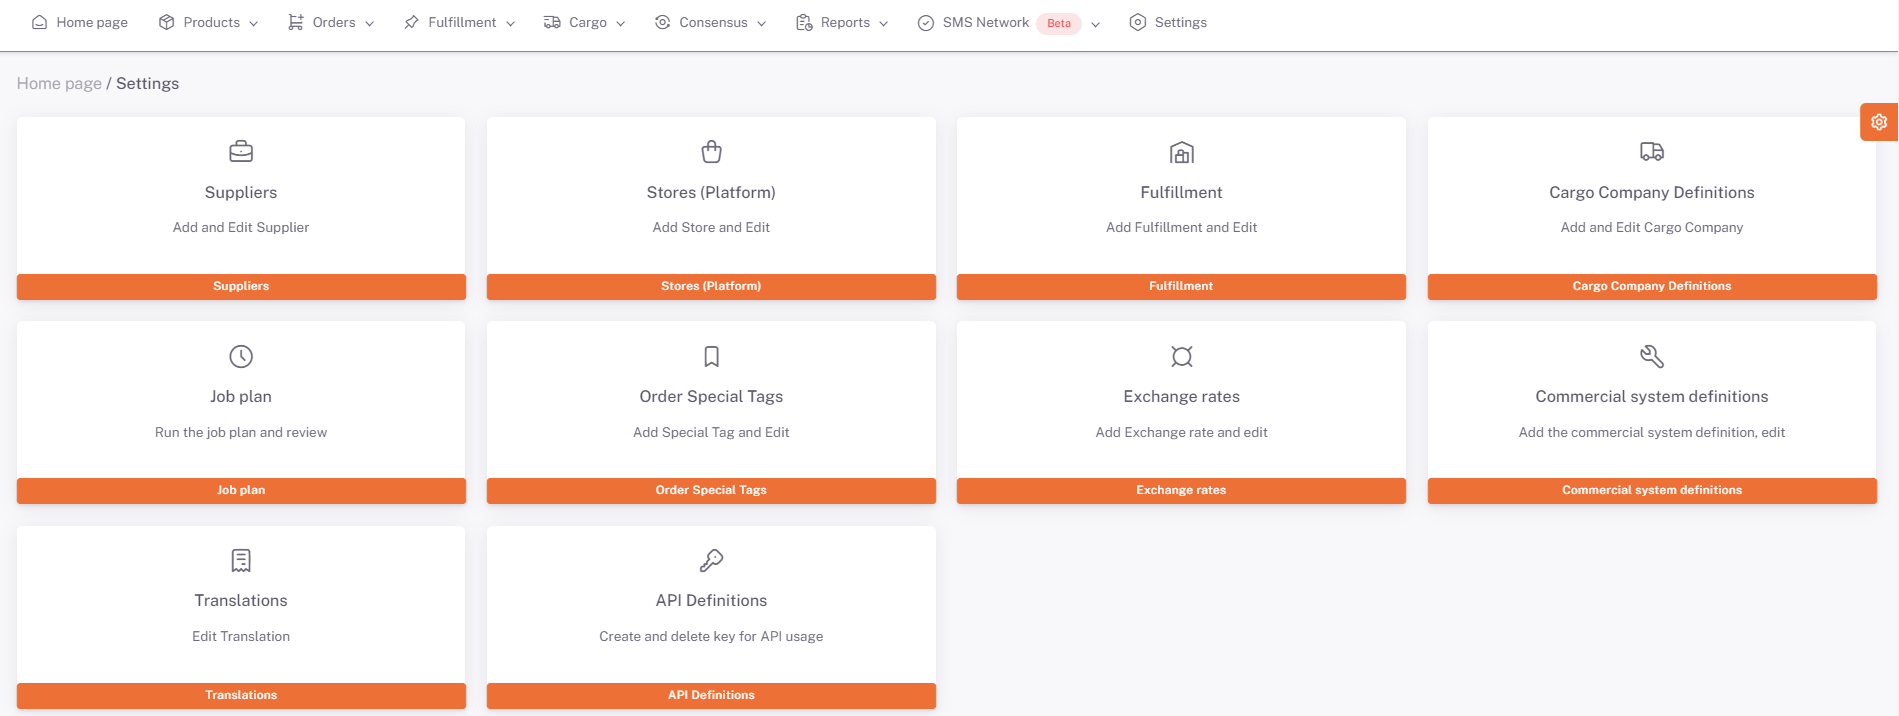 Home page Products Orders Fulfillment Cargo Consensus Reports SMS Network Beta Settings
Home page / Settings
Suppliers
Add and Edit Supplier
Suppliers
Stores (Platform)
Add Store and Edit
Stores (Platform)
Fulfillment
Add Fulfillment and Edit
Fulfillment
Cargo Company Definitions
Add and Edit Cargo Company
Cargo Company Definitions
Job plan
Run the job plan and review
Job plan
Order Special Tags
Add Special Tag and Edit
Order Special Tags
Exchange rates
Add Exchange rate and edit
Exchange rates
Commercial system definitions
Add the commercial system definition, edit
Commercial system definitions
Translations
Edit Translation
Translations
API Definitions
Create and delete key for API usage
API Definitions